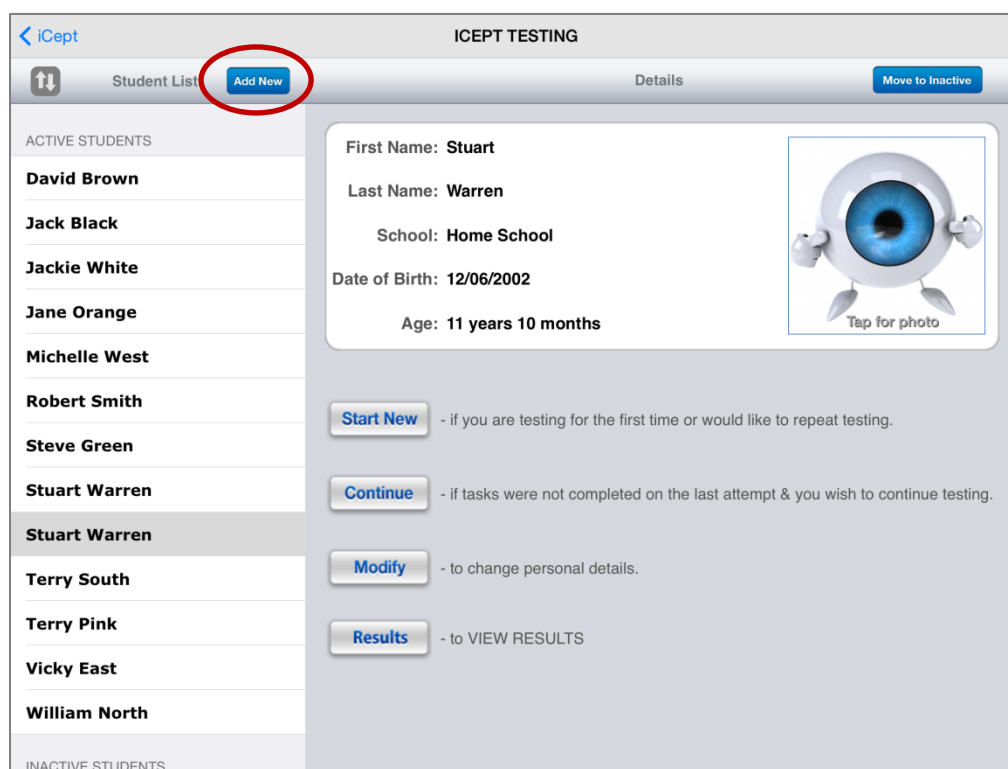 iCept
ICEPT TESTING
Student List
Add New
Details
Move to Inactive
ACTIVE STUDENTS
David Brown
Jack Black
Jackie White
Jane Orange
Michelle West
Robert Smith
Steve Green
Stuart Warren
Stuart Warren
Terry South
Terry Pink
Vicky East
William North
INACTIVE STUDENTS
First Name: Stuart
Last Name: Warren
School: Home School
Date of Birth: 12/06/2002
Age: 11 years 10 months
Tap for photo
Start New - if you are testing for the first time or would like to repeat testing.
Continue - if tasks were not completed on the last attempt & you wish to continue testing.
Modify - to change personal details.
Results - to VIEW RESULTS